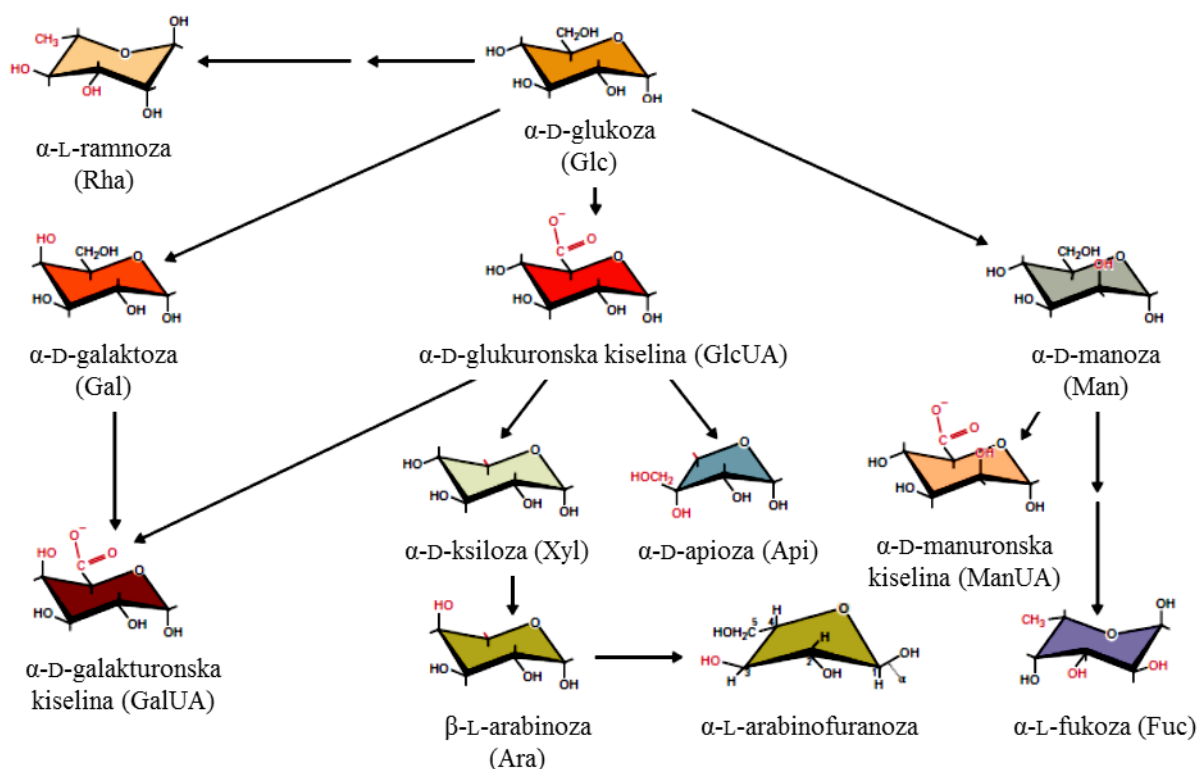 OH
CH₃
O
HO
OH
OH
α-L-ramnoza
(Rha)
CH₂OH
HO
O
HO
OH
OH
α-D-glukoza
(Glc)
HO
CH₂OH
O
HO
OH
OH
α-D-galaktoza
(Gal)
O⁻
C
O
HO
O
HO
OH
OH
α-D-glukuronska kiselina (GlcUA)
CH₂OH
OH
O
HO
HO
OH
α-D-manoza
(Man)
HO
O
HO
OH
OH
α-D-ksiloza (Xyl)
O
HOCH₂
OH
OH
OH
α-D-apioza (Api)
O⁻
C
O
OH
O
HO
HO
OH
α-D-manuronska
kiselina (ManUA)
O⁻
HO
C
O
O
HO
OH
OH
α-D-galakturonska
kiselina (GalUA)
HO
O
HO
OH
OH
β-L-arabinoza
(Ara)
H
O
5
4
HOH₂C
H
HO
2
OH
OH
H
3
H
α
α-L-arabinofuranoza
OH
CH₃
O
HO
OH
OH
α-L-fukoza (Fuc)